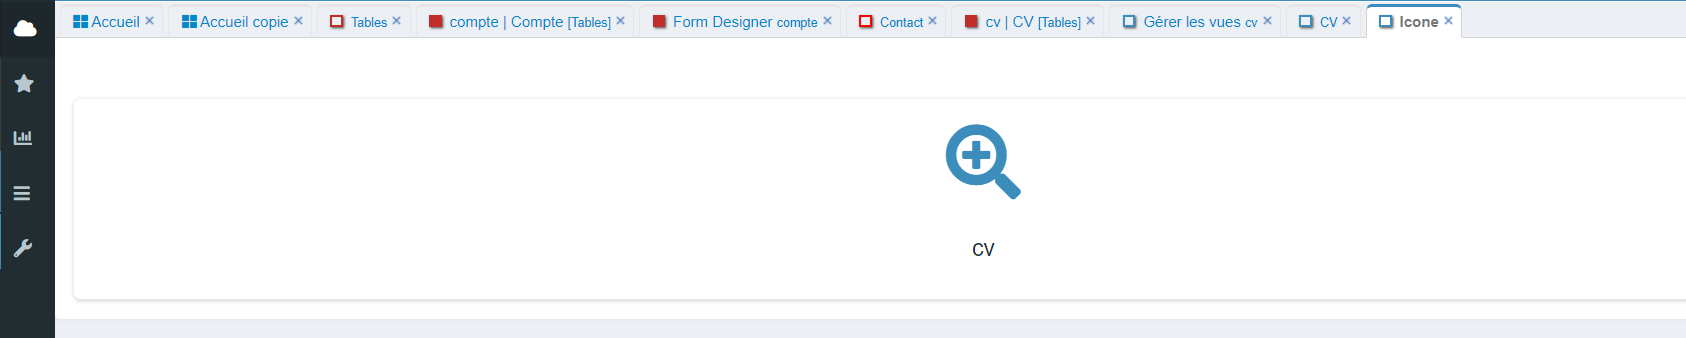 Accueil × Accueil copie × Tables × compte | Compte [Tables] × Form Designer compte × Contact × cv | CV [Tables] × Gérer les vues cv × CV × Icone ×
CV